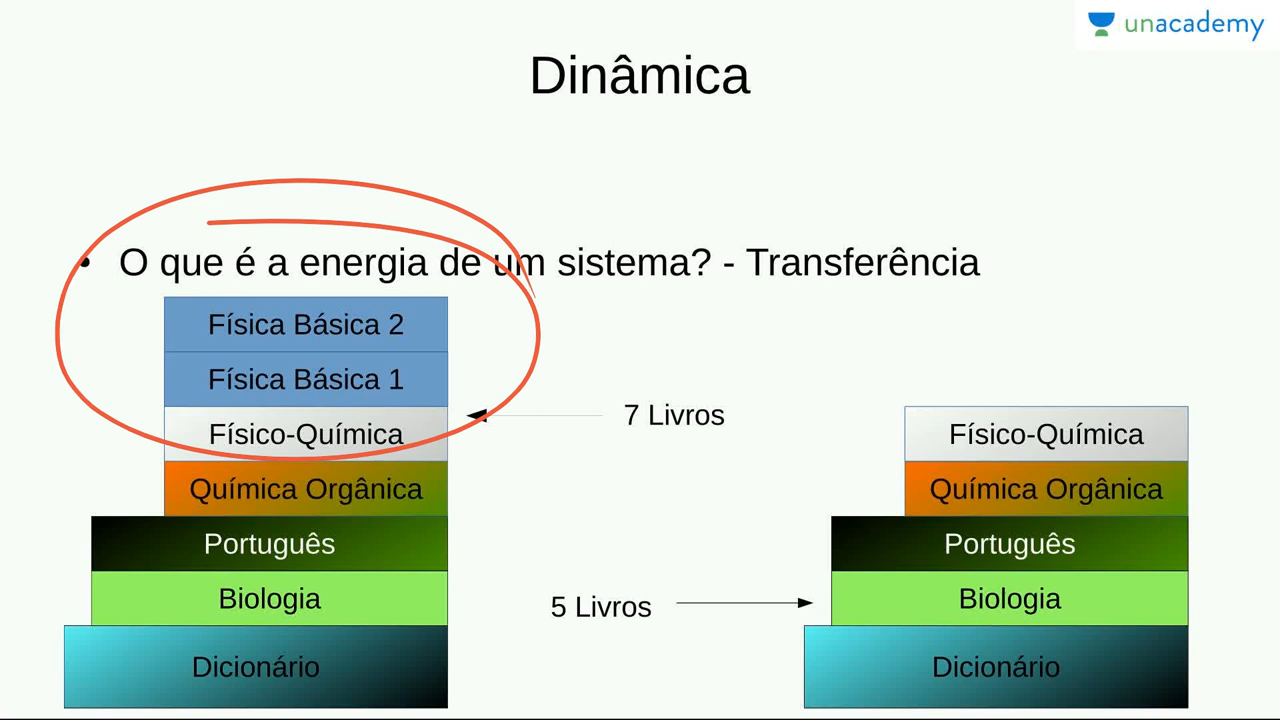 unacademy
Dinâmica
• O que é a energia de um sistema? - Transferência
Física Básica 2
Física Básica 1
Físico-Química
Química Orgânica
Português
Biologia
Dicionário
7 Livros
5 Livros
Físico-Química
Química Orgânica
Português
Biologia
Dicionário